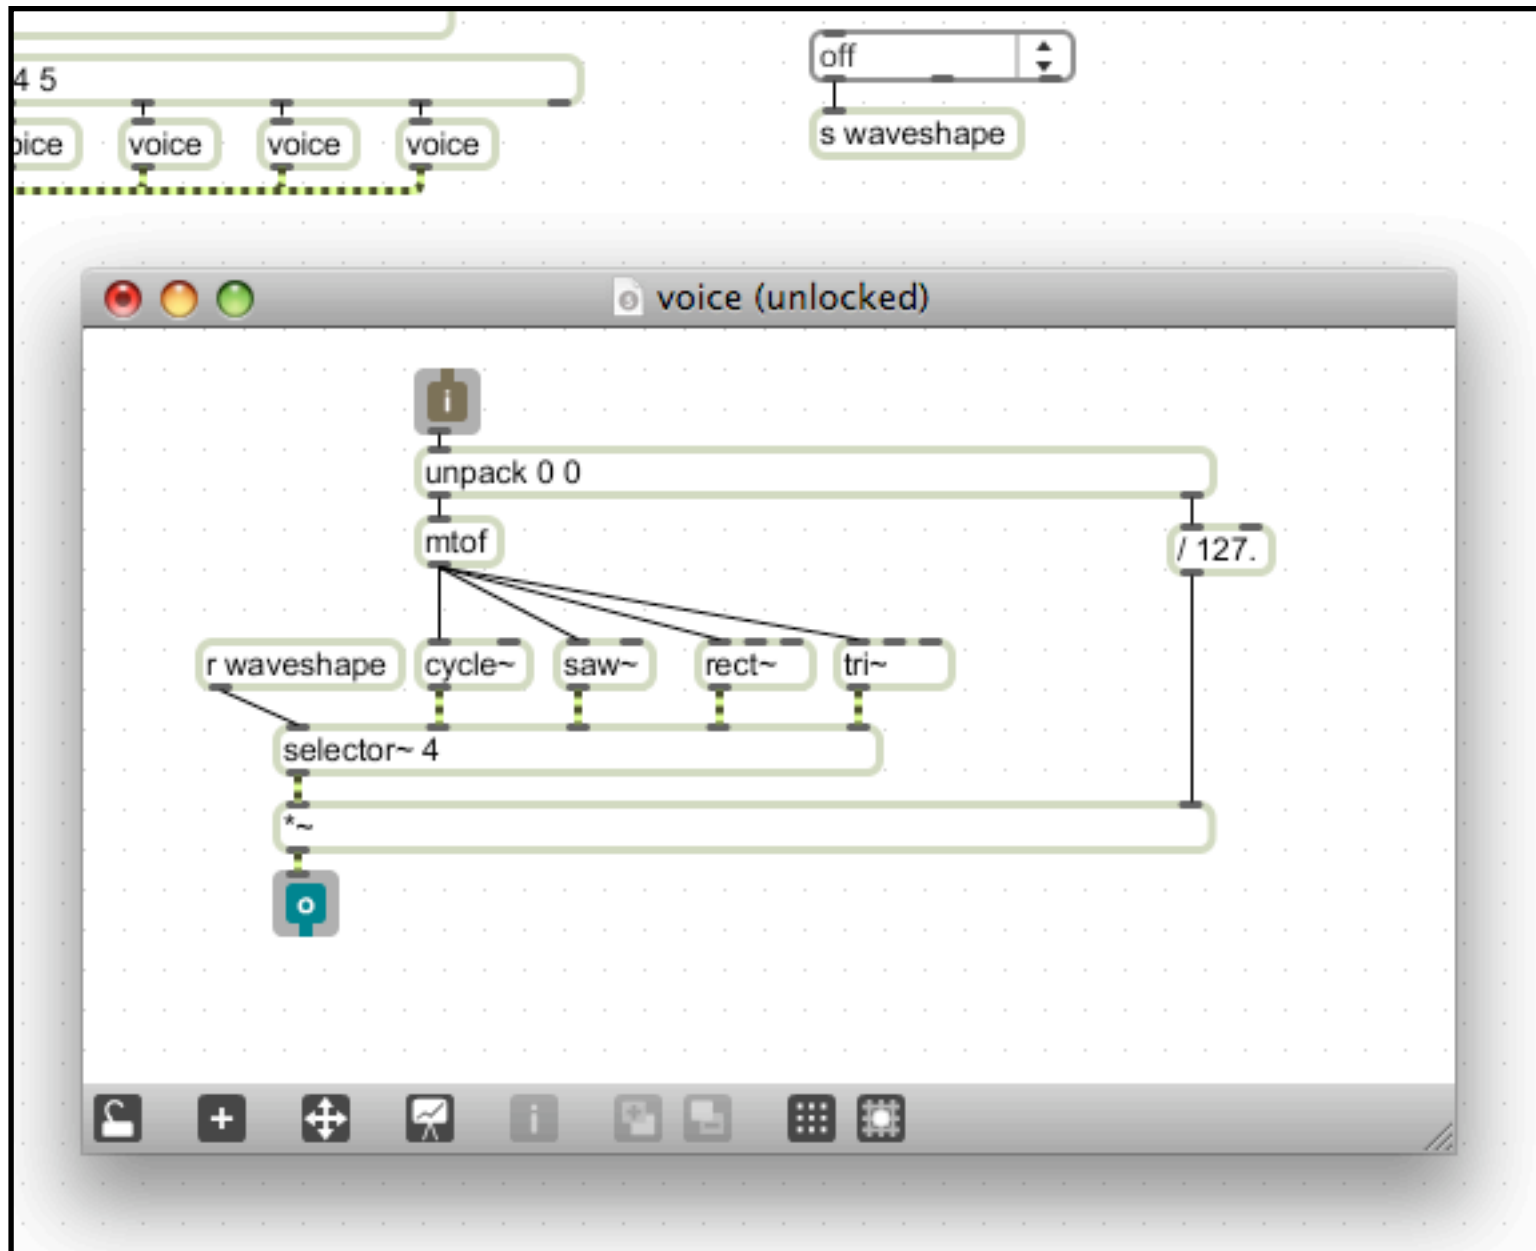 off
4 5
s waveshape
voice
voice
voice
voice (unlocked)
i
unpack 0 0
mtof
/ 127.
r waveshape
cycle~
saw~
rect~
tri~
selector~ 4
*~
o
i